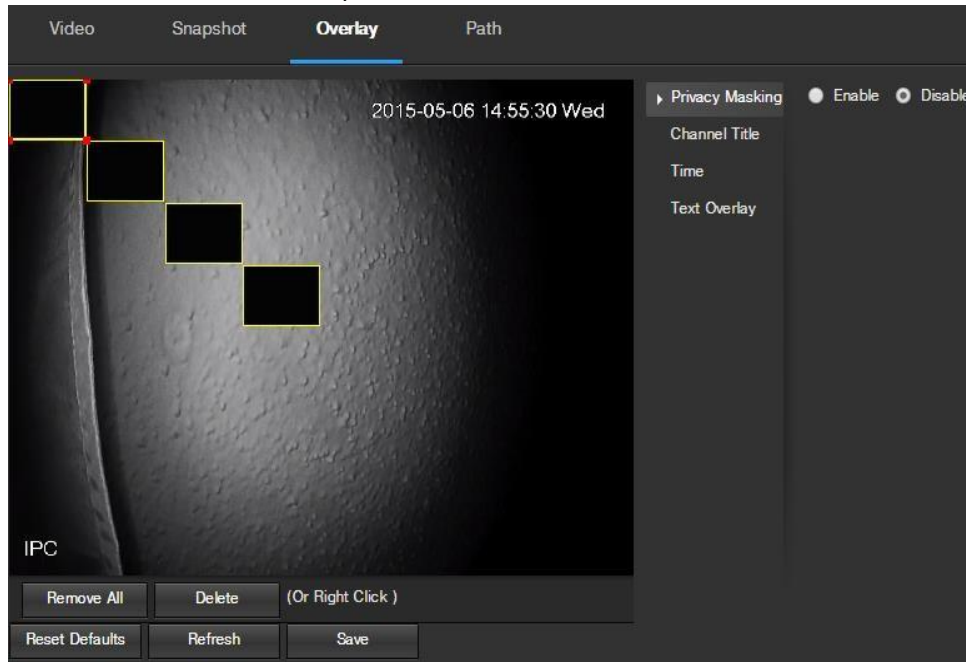 Video Snapshot Overlay Path
2015-05-06 14:55:30 Wed
Privacy Masking Enable Disable
Channel Title
Time
Text Overlay
IPC
Remove All Delete (Or Right Click )
Reset Defaults Refresh Save